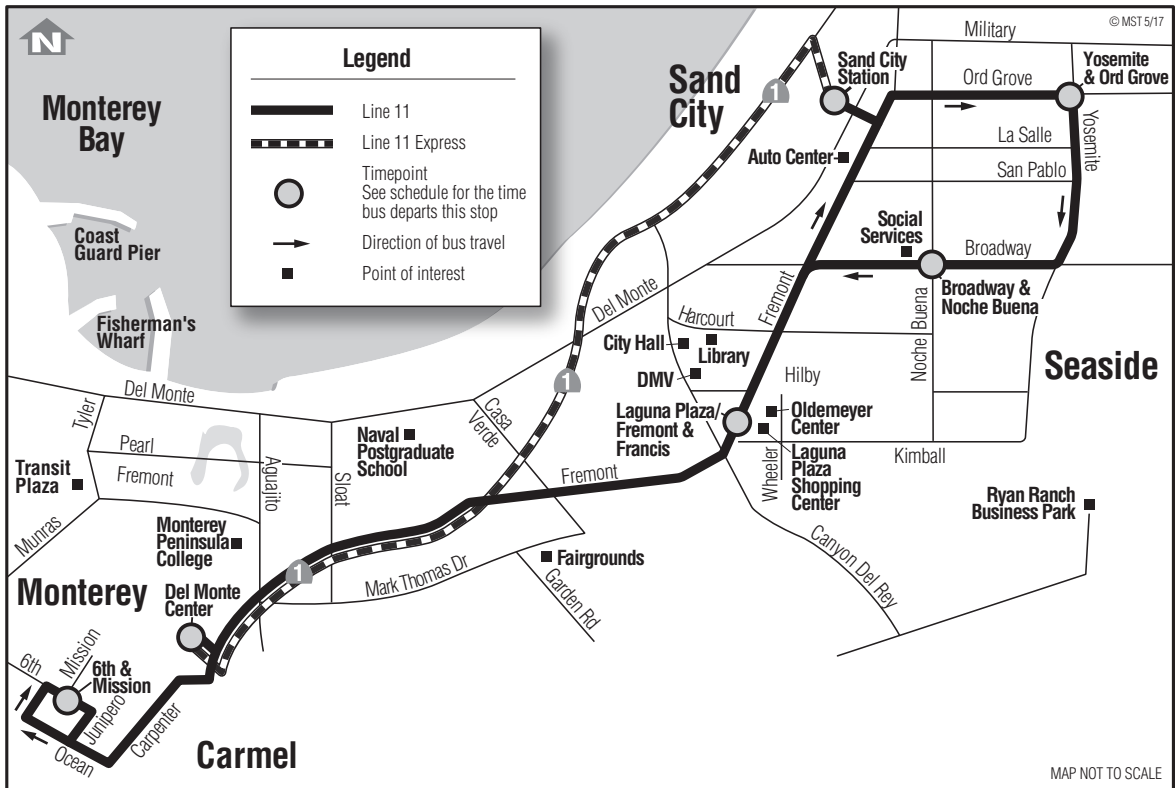 © MST 5/17
N
Legend
Line 11
Line 11 Express
Timepoint
See schedule for the time
bus departs this stop
Direction of bus travel
Point of interest
Monterey
Bay
Coast
Guard Pier
Fisherman's
Wharf
Sand
City
1
Sand City
Station
Military
Ord Grove
Yosemite
& Ord Grove
Yosemite
La Salle
San Pablo
Auto Center
Social
Services
Broadway
Broadway &
Noche Buena
Noche Buena
Fremont
Del Monte
Harcourt
City Hall
Library
DMV
Hilby
Seaside
1
Laguna Plaza/
Fremont &
Francis
Oldemeyer
Center
Laguna
Plaza
Shopping
Center
Wheeler
Kimball
Ryan Ranch
Business Park
Canyon Del Rey
Del Monte
Tyler
Pearl
Fremont
Transit
Plaza
Munras
Aguajito
Sloat
Naval
Postgraduate
School
Casa
Verde
Fremont
Monterey
Peninsula
College
1
Mark Thomas Dr
Fairgrounds
Garden Rd
Monterey
Del Monte
Center
6th
Mission
6th &
Mission
Junipero
Carpenter
Ocean
Carmel
MAP NOT TO SCALE